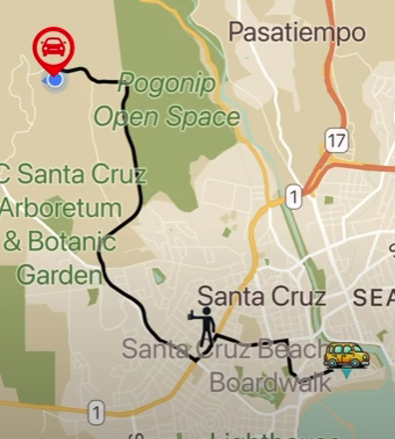 Pasatiempo
Pogonip
Open Space
17
C Santa Cruz
Arboretum
& Botanic
Garden
1
Santa Cruz
SEA
Santa Cruz Beach
Boardwalk
1